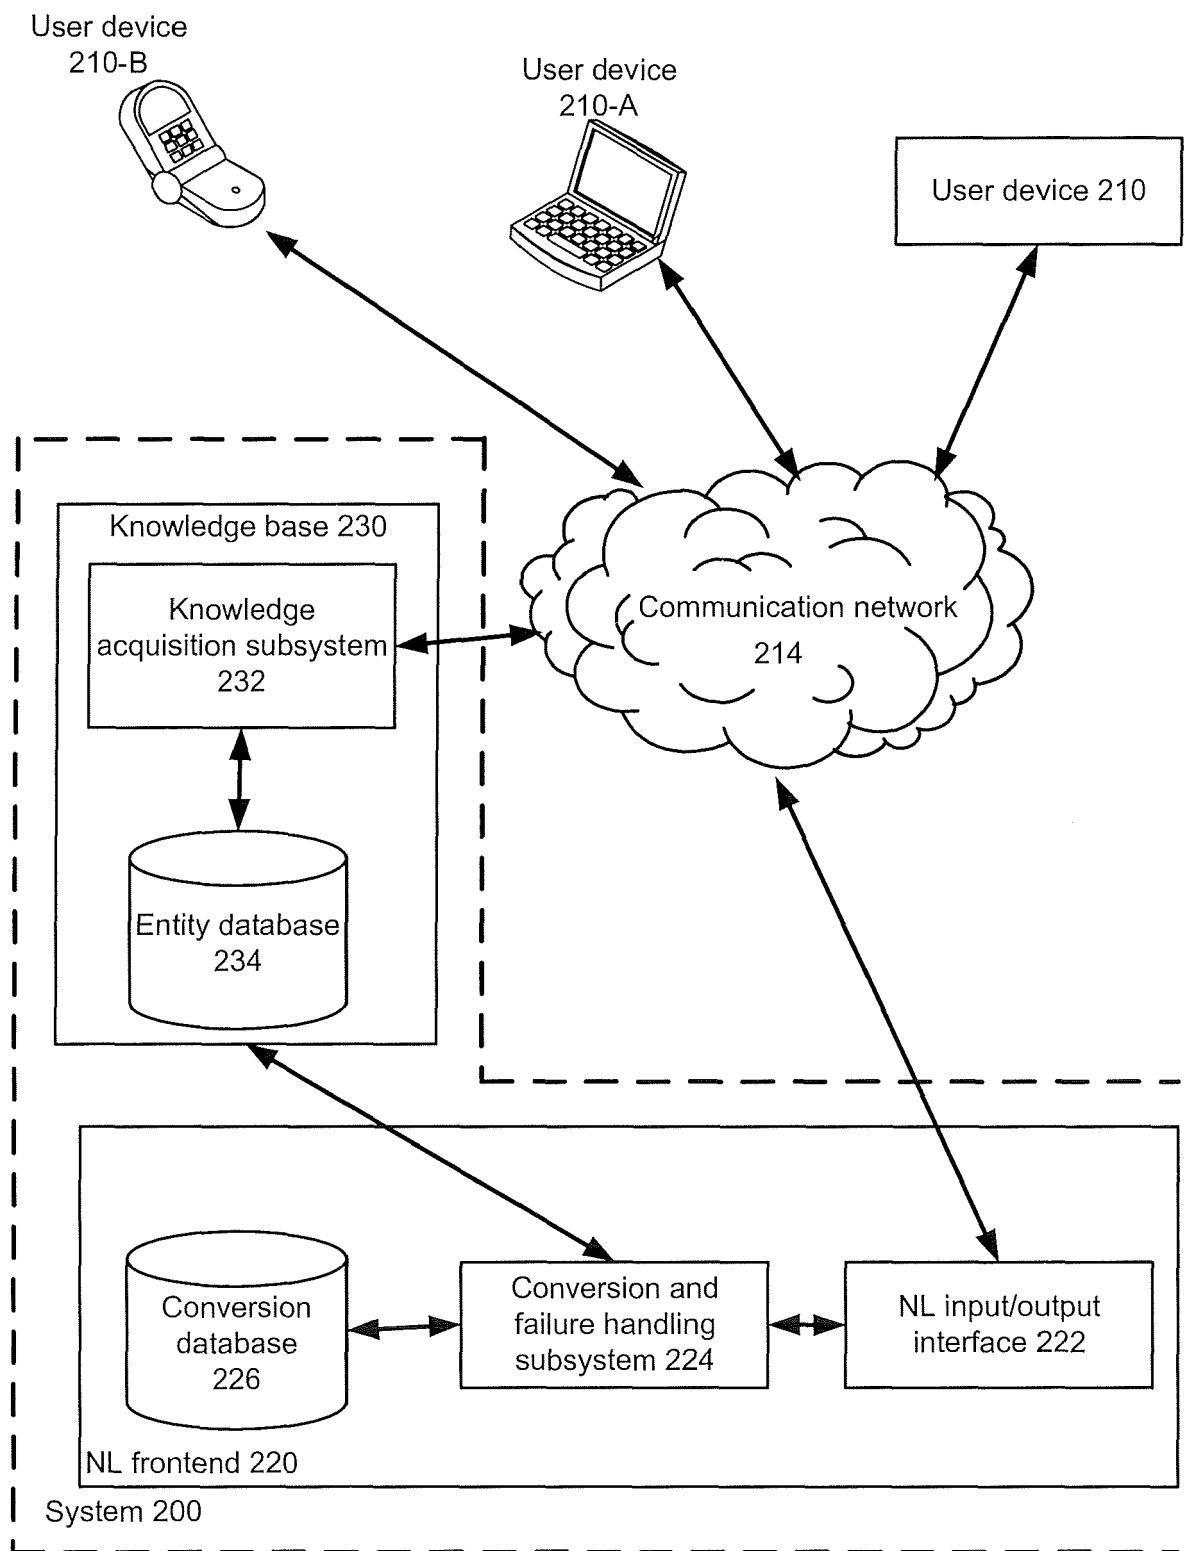 User device
210-B
User device
210-A
User device 210
Knowledge base 230
Knowledge
acquisition subsystem
232
Communication network
214
Entity database
234
Conversion
database
226
Conversion and
failure handling
subsystem 224
NL input/output
interface 222
NL frontend 220
System 200